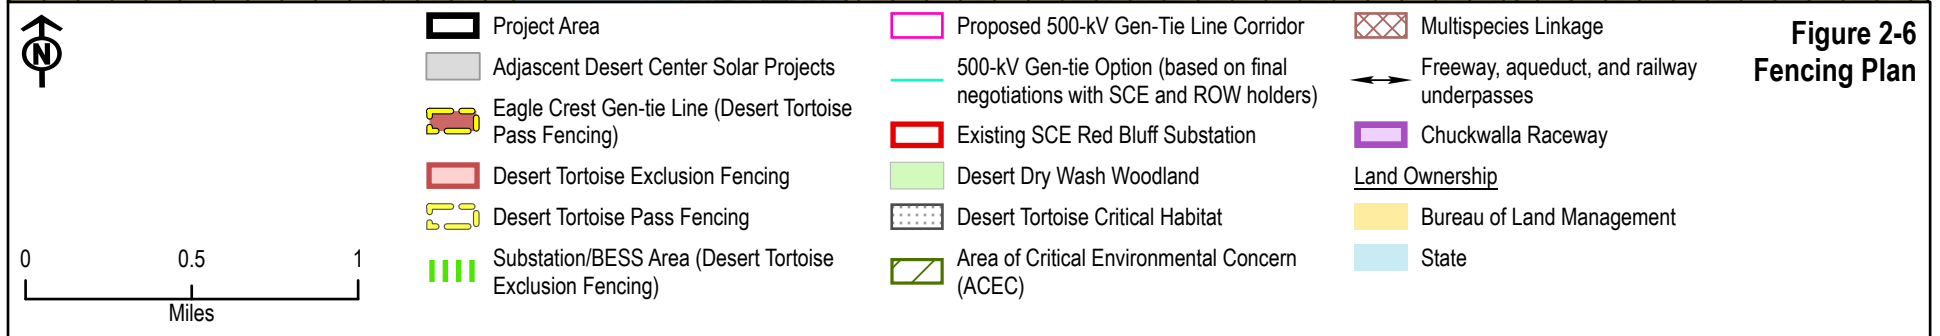 N
0 0.5 1
Miles
Project Area
Adjascent Desert Center Solar Projects
Eagle Crest Gen-tie Line (Desert Tortoise
Pass Fencing)
Desert Tortoise Exclusion Fencing
Desert Tortoise Pass Fencing
Substation/BESS Area (Desert Tortoise
Exclusion Fencing)
Proposed 500-kV Gen-Tie Line Corridor
500-kV Gen-tie Option (based on final
negotiations with SCE and ROW holders)
Existing SCE Red Bluff Substation
Desert Dry Wash Woodland
Desert Tortoise Critical Habitat
Area of Critical Environmental Concern
(ACEC)
Multispecies Linkage
Freeway, aqueduct, and railway
underpasses
Chuckwalla Raceway
Land Ownership
Bureau of Land Management
State
Figure 2-6
Fencing Plan